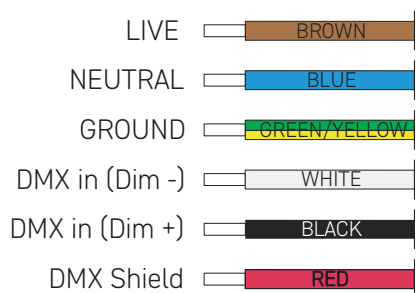 LIVE BROWN
NEUTRAL BLUE
GROUND GREEN/YELLOW
DMX in (Dim -) WHITE
DMX in (Dim +) BLACK
DMX Shield RED